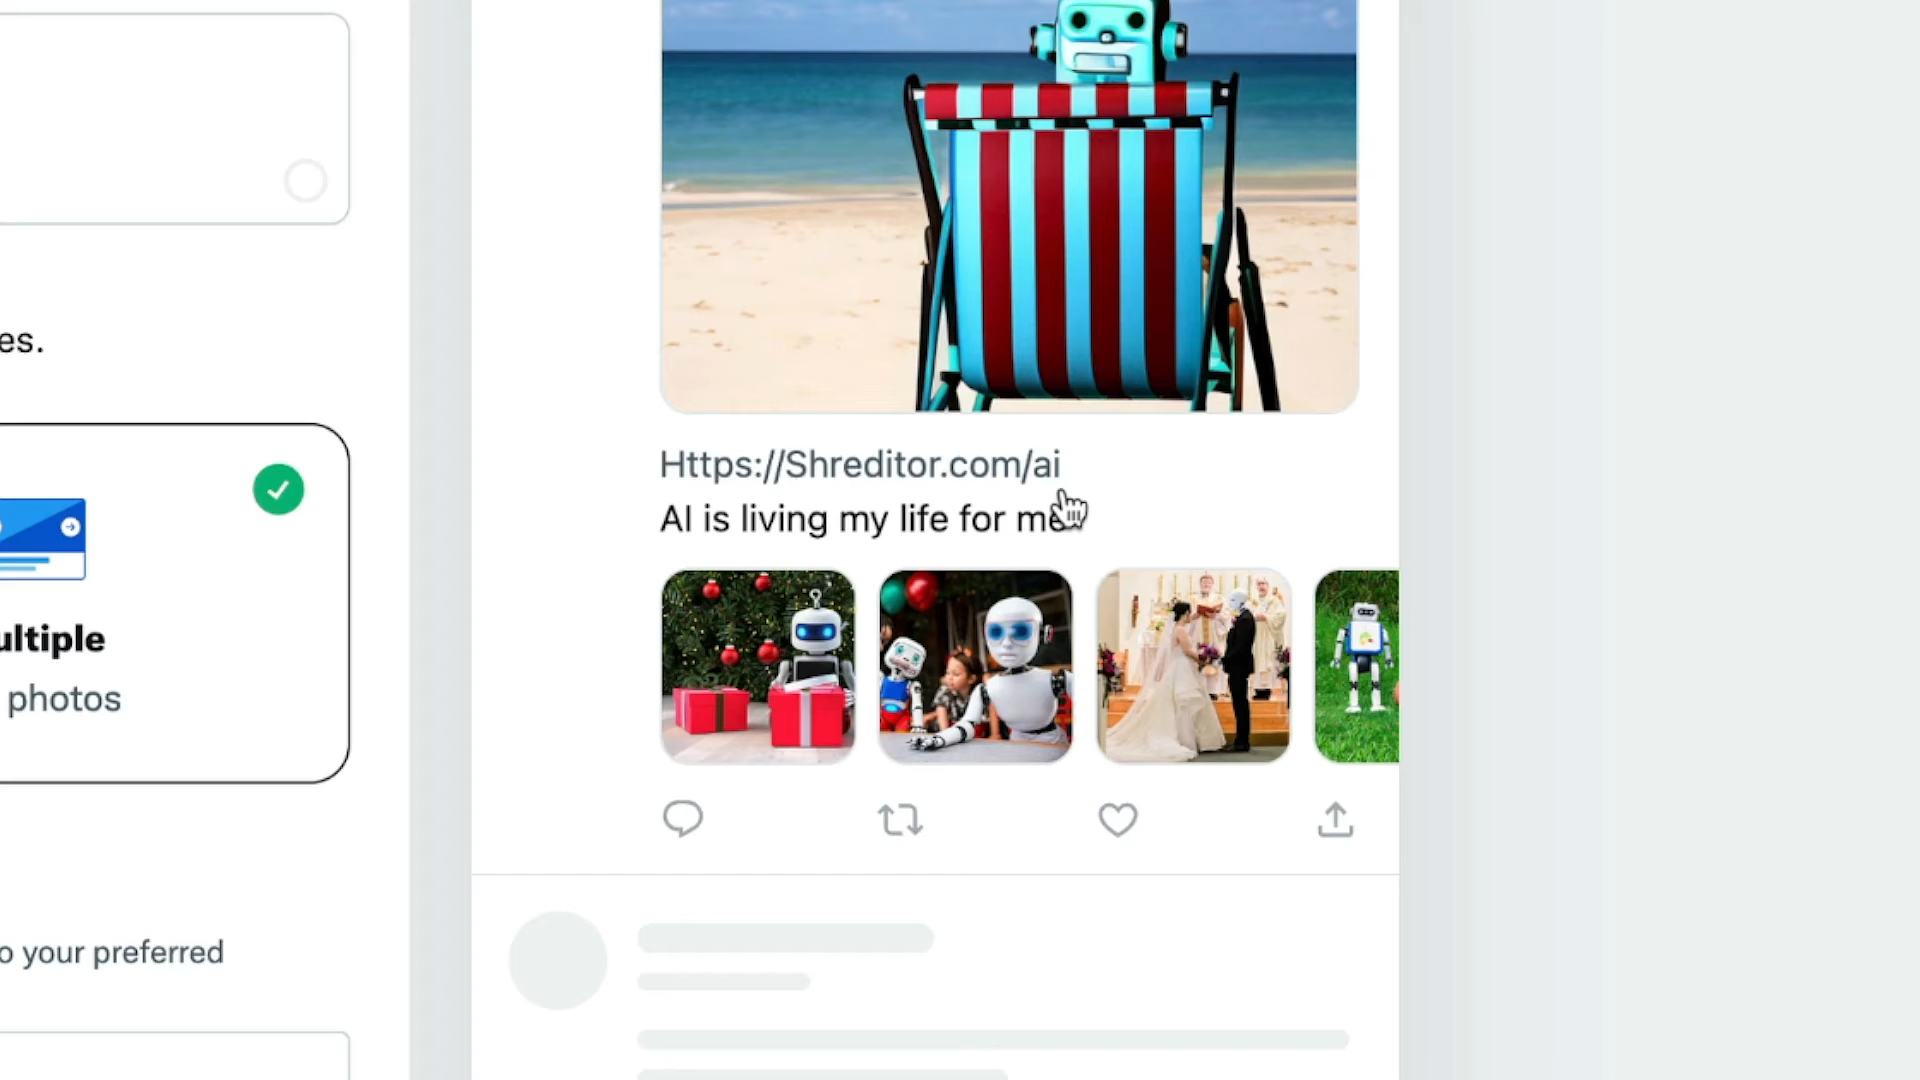 es.
ultiple
photos
o your preferred
Https://Shreditor.com/ai
AI is living my life for me